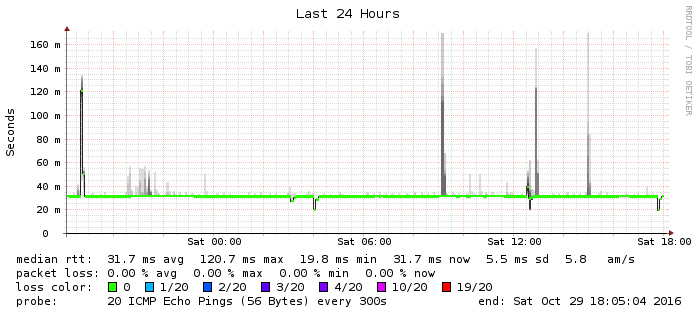 Last 24 Hours
RRDTOOL / TOBI OETIKER
Seconds
160 m
140 m
120 m
100 m
80 m
60 m
40 m
20 m
0
Sat 00:00 Sat 06:00 Sat 12:00 Sat 18:00
median rtt: 31.7 ms avg 120.7 ms max 19.8 ms min 31.7 ms now 5.5 ms sd 5.8 am/s
packet loss: 0.00 % avg 0.00 % max 0.00 % min 0.00 % now
loss color: 0 1/20 2/20 3/20 4/20 10/20 19/20
probe: 20 ICMP Echo Pings (56 Bytes) every 300s end: Sat Oct 29 18:05:04 2016